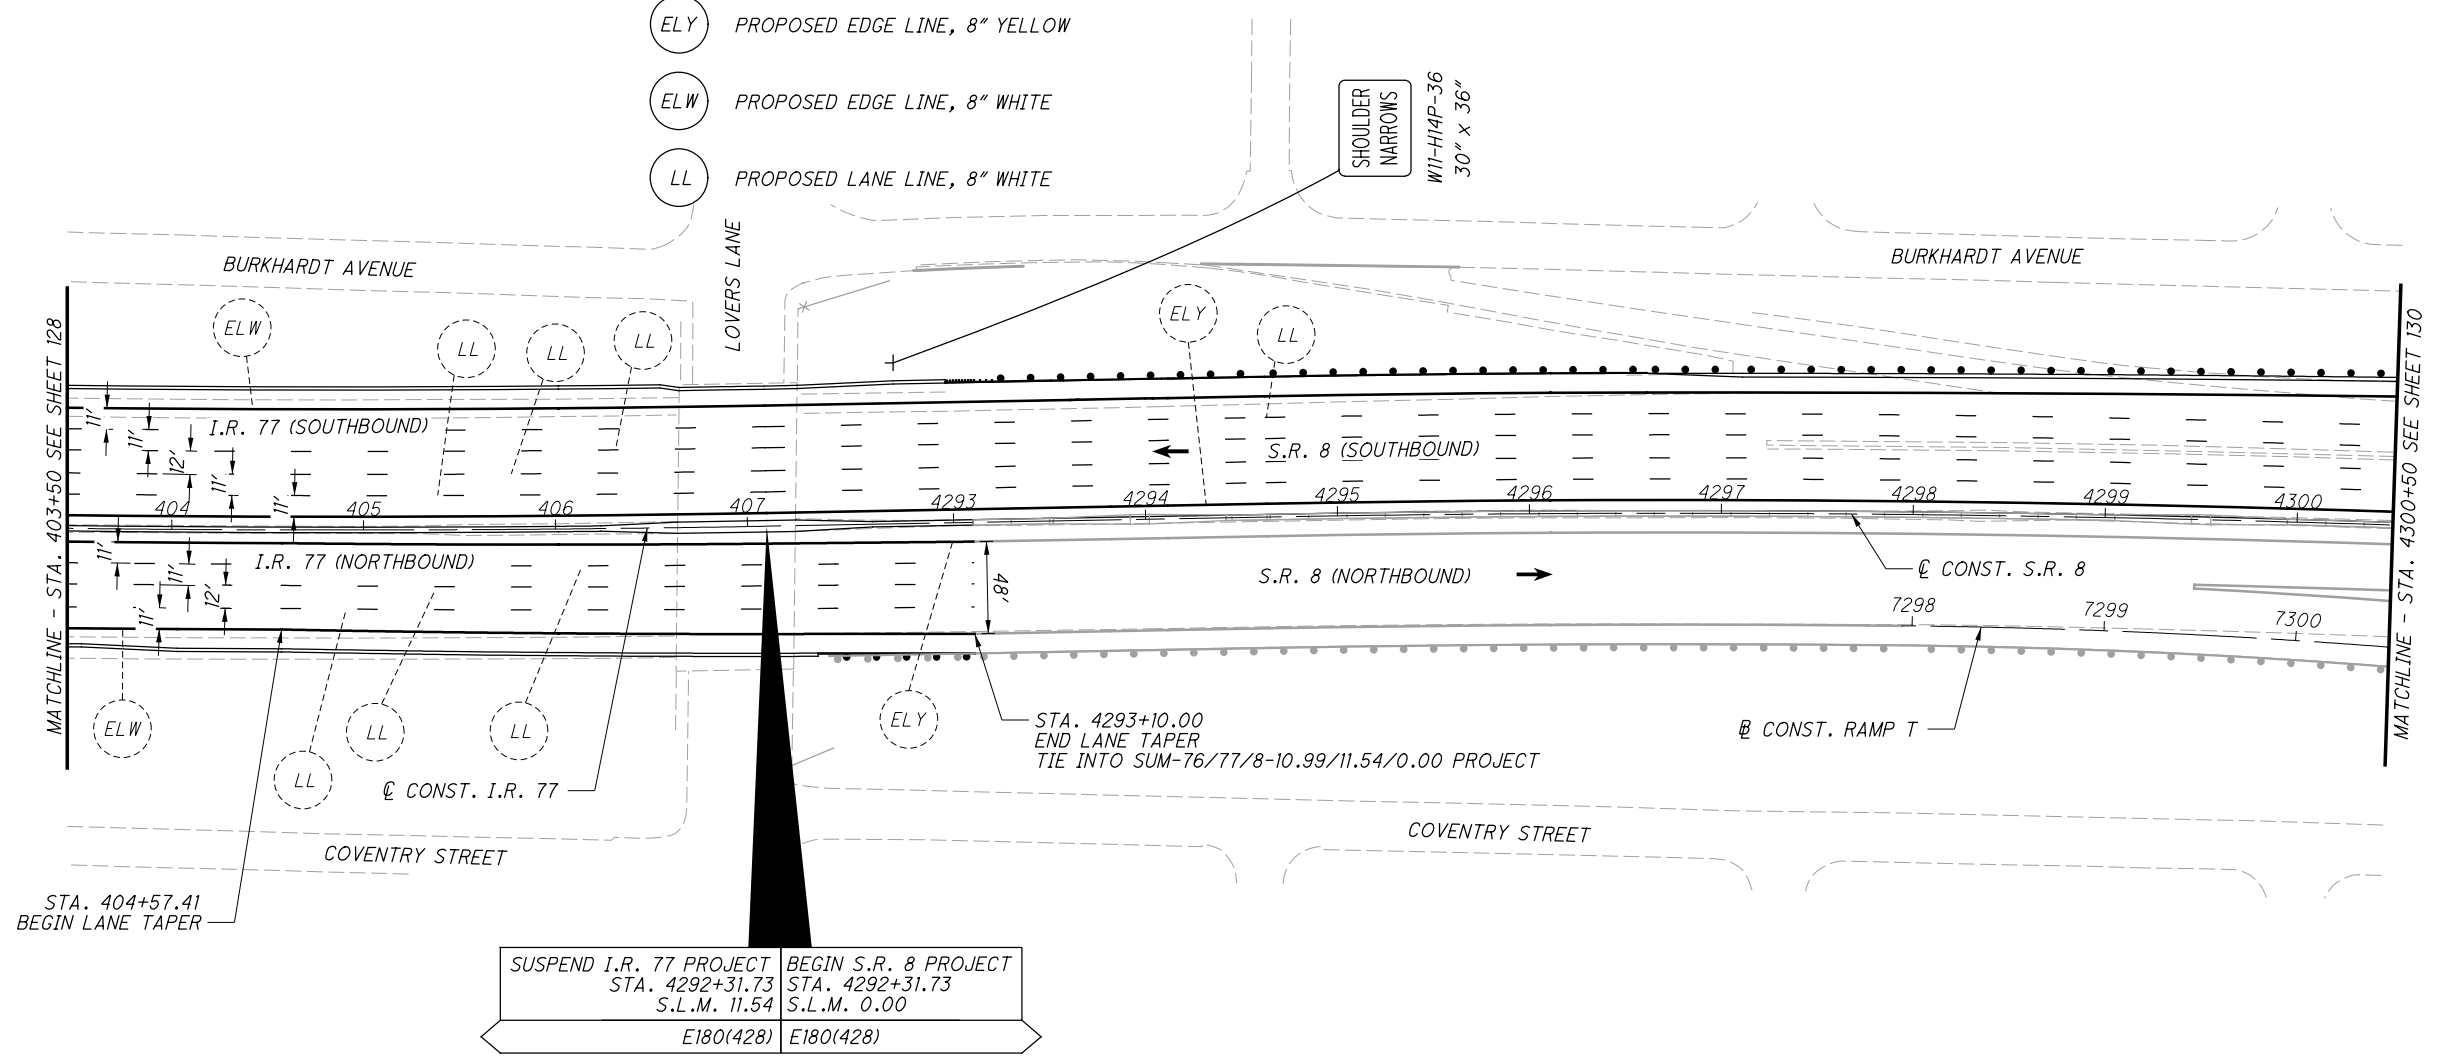 ELY PROPOSED EDGE LINE, 8" YELLOW
ELW PROPOSED EDGE LINE, 8" WHITE
LL PROPOSED LANE LINE, 8" WHITE
SHOULDER
NARROWS
W11-H14P-36
30" x 36"
LOVERS LANE
BURKHARDT AVENUE
BURKHARDT AVENUE
MATCHLINE - STA. 403+50 SEE SHEET 128
MATCHLINE - STA. 4300+50 SEE SHEET 130
ELW
LL
LL
LL
ELY
LL
11'
11'
12'
11'
11'
I.R. 77 (SOUTHBOUND)
S.R. 8 (SOUTHBOUND)
404 405 406 407 4293 4294 4295 4296 4297 4298 4299 4300
11'
11'
12'
11'
I.R. 77 (NORTHBOUND)
48'
S.R. 8 (NORTHBOUND)
℄ CONST. S.R. 8
7298 7299 7300
ELW
LL
LL
LL
ELY
℄ CONST. I.R. 77
STA. 4293+10.00
END LANE TAPER
TIE INTO SUM-76/77/8-10.99/11.54/0.00 PROJECT
BL CONST. RAMP T
COVENTRY STREET
COVENTRY STREET
STA. 404+57.41
BEGIN LANE TAPER
SUSPEND I.R. 77 PROJECT
STA. 4292+31.73
S.L.M. 11.54
E180(428)
BEGIN S.R. 8 PROJECT
STA. 4292+31.73
S.L.M. 0.00
E180(428)